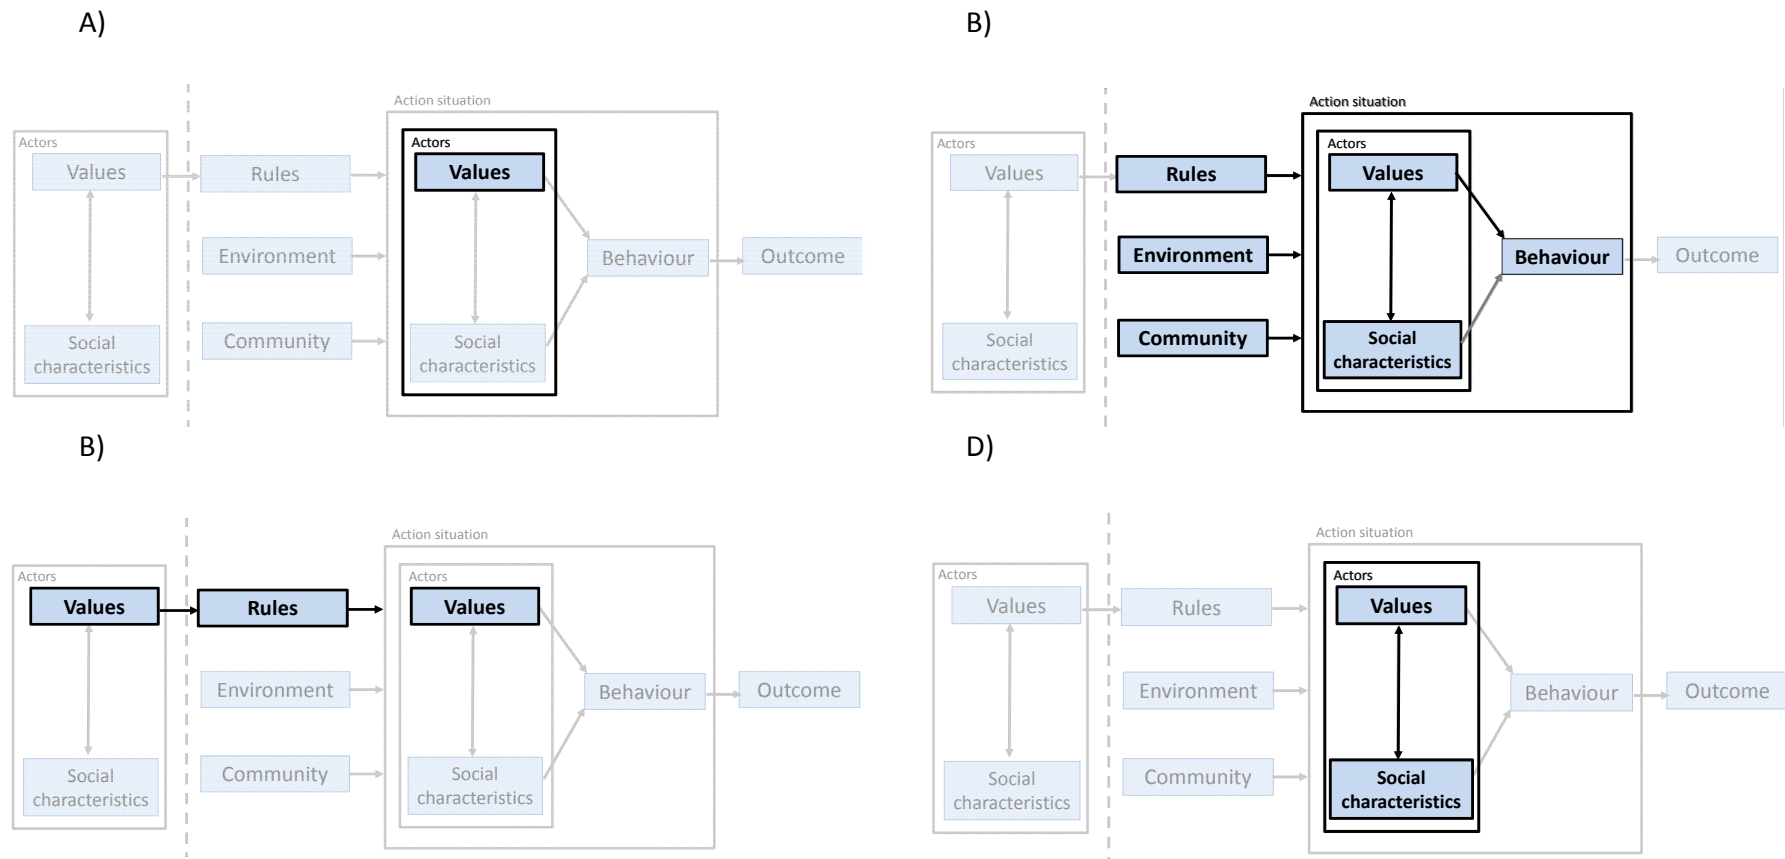 A)
Action situation
Actors
Values
Social
characteristics
Rules
Environment
Community
Actors
Values
Social
characteristics
Behaviour
Outcome
B)
Action situation
Actors
Values
Social
characteristics
Rules
Environment
Community
Actors
Values
Social
characteristics
Behaviour
Outcome
B)
Action situation
Actors
Values
Social
characteristics
Rules
Environment
Community
Actors
Values
Social
characteristics
Behaviour
Outcome
D)
Action situation
Actors
Values
Social
characteristics
Rules
Environment
Community
Actors
Values
Social
characteristics
Behaviour
Outcome